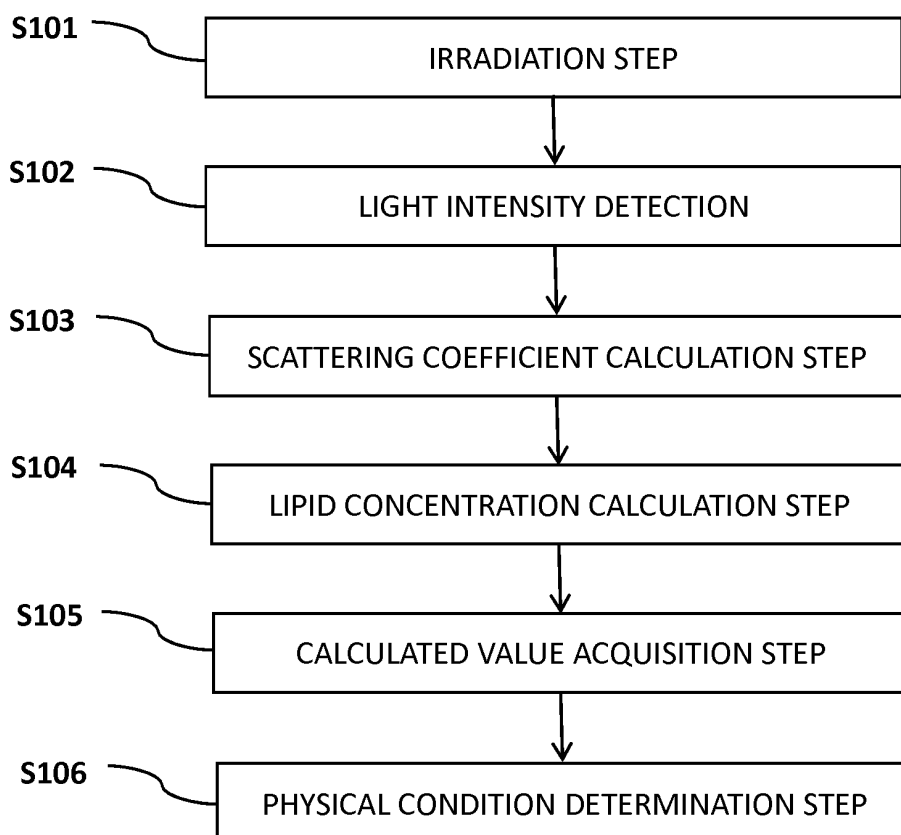 S101
IRRADIATION STEP
S102
LIGHT INTENSITY DETECTION
S103
SCATTERING COEFFICIENT CALCULATION STEP
S104
LIPID CONCENTRATION CALCULATION STEP
S105
CALCULATED VALUE ACQUISITION STEP
S106
PHYSICAL CONDITION DETERMINATION STEP